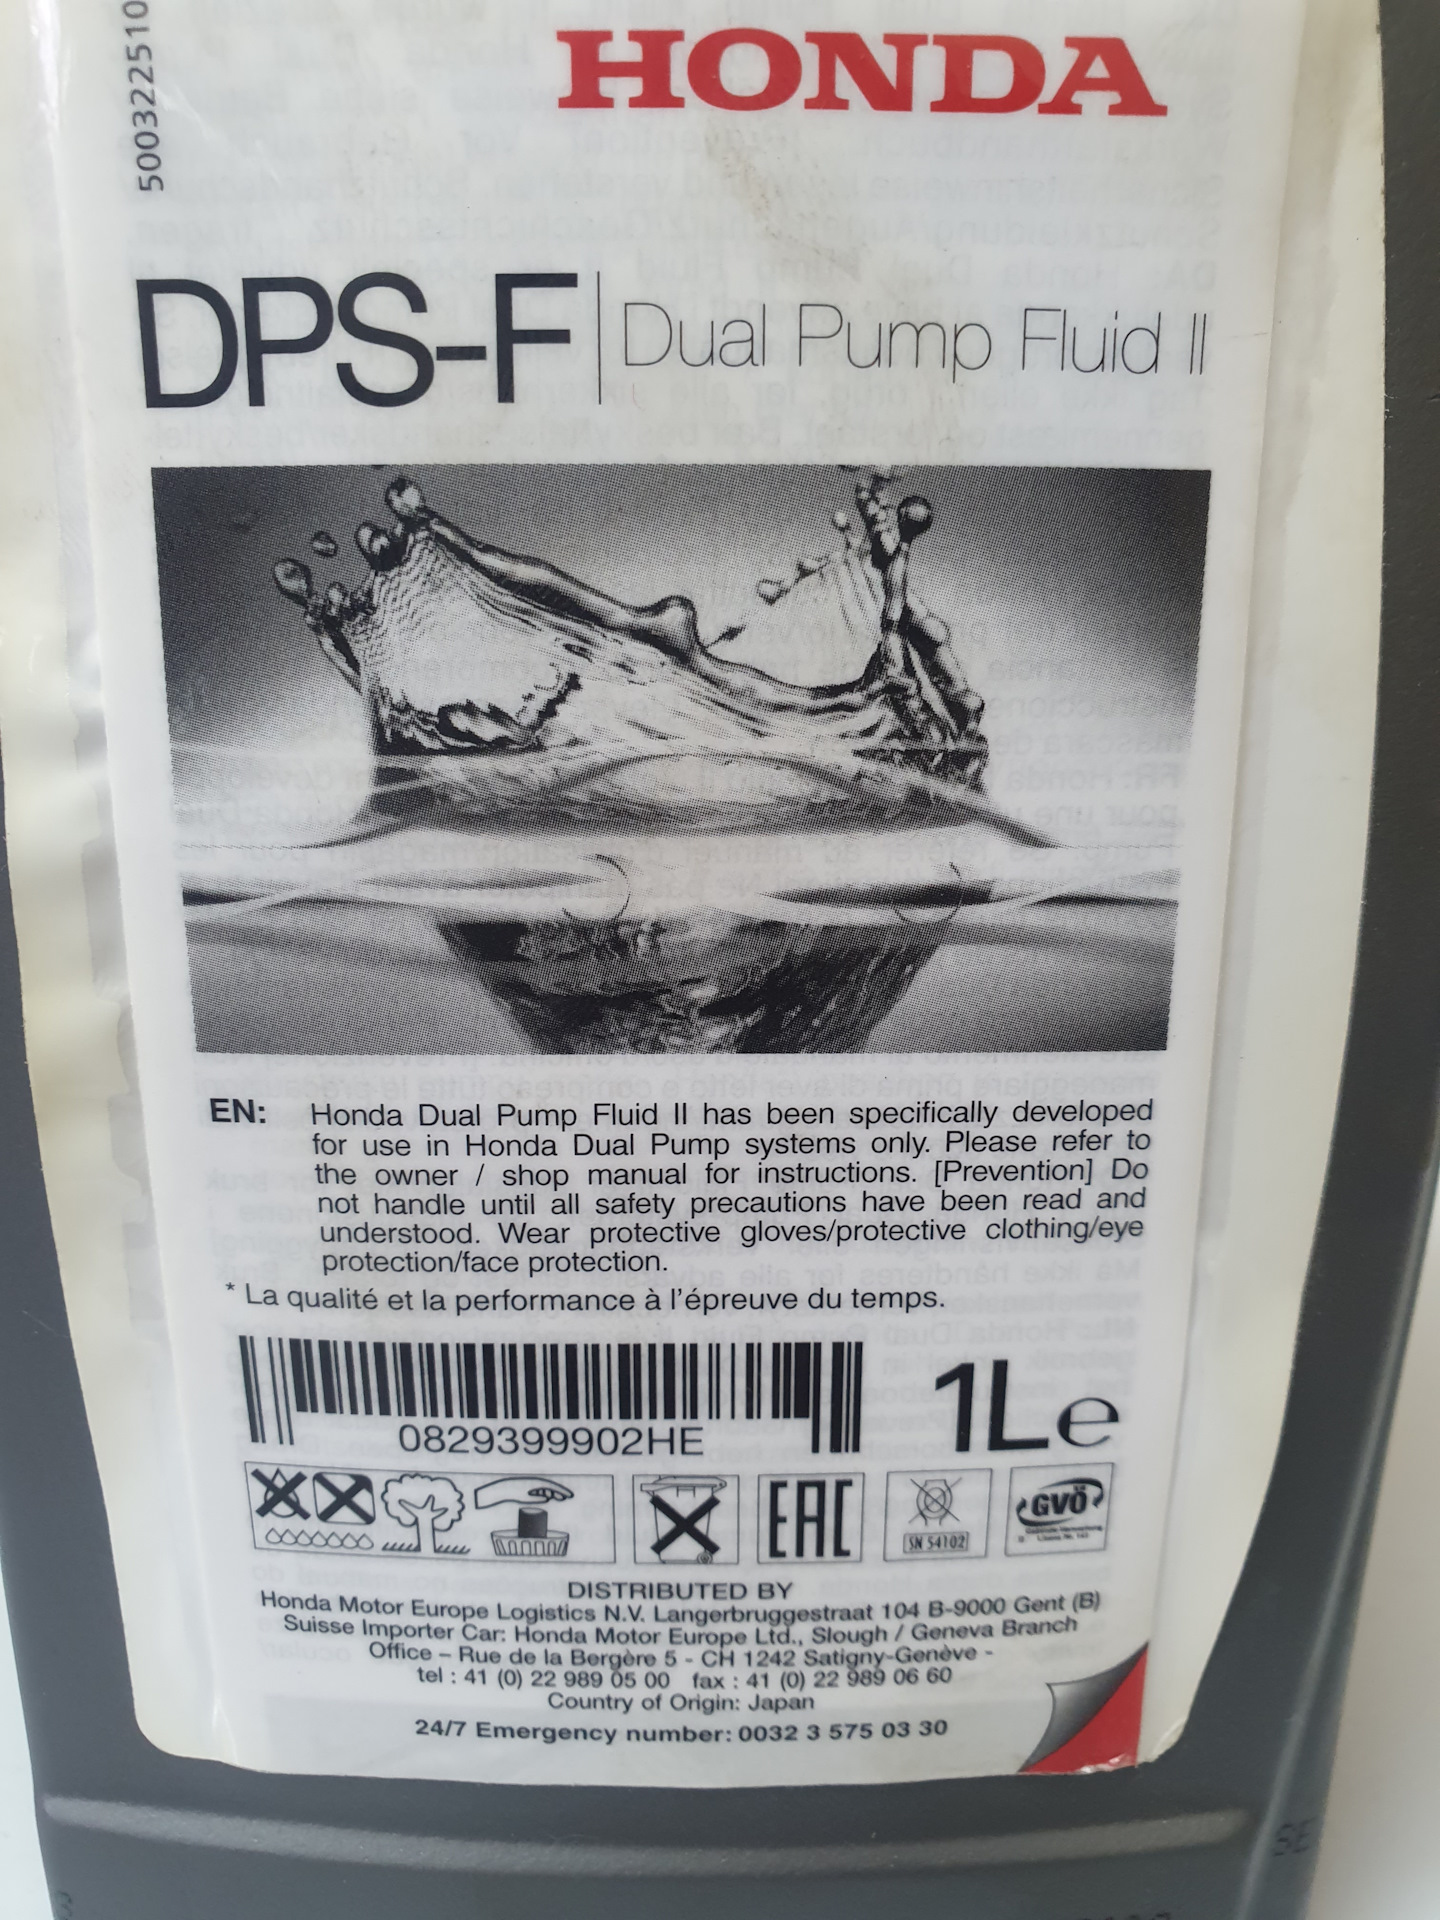 5003222510
HONDA
DPS-F Dual Pump Fluid II
EN: Honda Dual Pump Fluid II has been specifically developed
for use in Honda Dual Pump systems only. Please refer to
the owner / shop manual for instructions. [Prevention] Do
not handle until all safety precautions have been read and
understood. Wear protective gloves/protective clothing/eye
protection/face protection.
* La qualité et la performance à l'épreuve du temps.
0829399902HE
1L e
EAC
SN 54102
GVÖ
DISTRIBUTED BY
Honda Motor Europe Logistics N.V. Langerbruggestraat 104 B-9000 Gent (B)
Suisse Importer Car: Honda Motor Europe Ltd., Slough / Geneva Branch
Office – Rue de la Bergère 5 - CH 1242 Satigny-Genève -
tel : 41 (0) 22 989 05 00 fax : 41 (0) 22 989 06 60
Country of Origin: Japan
24/7 Emergency number: 0032 3 575 03 30